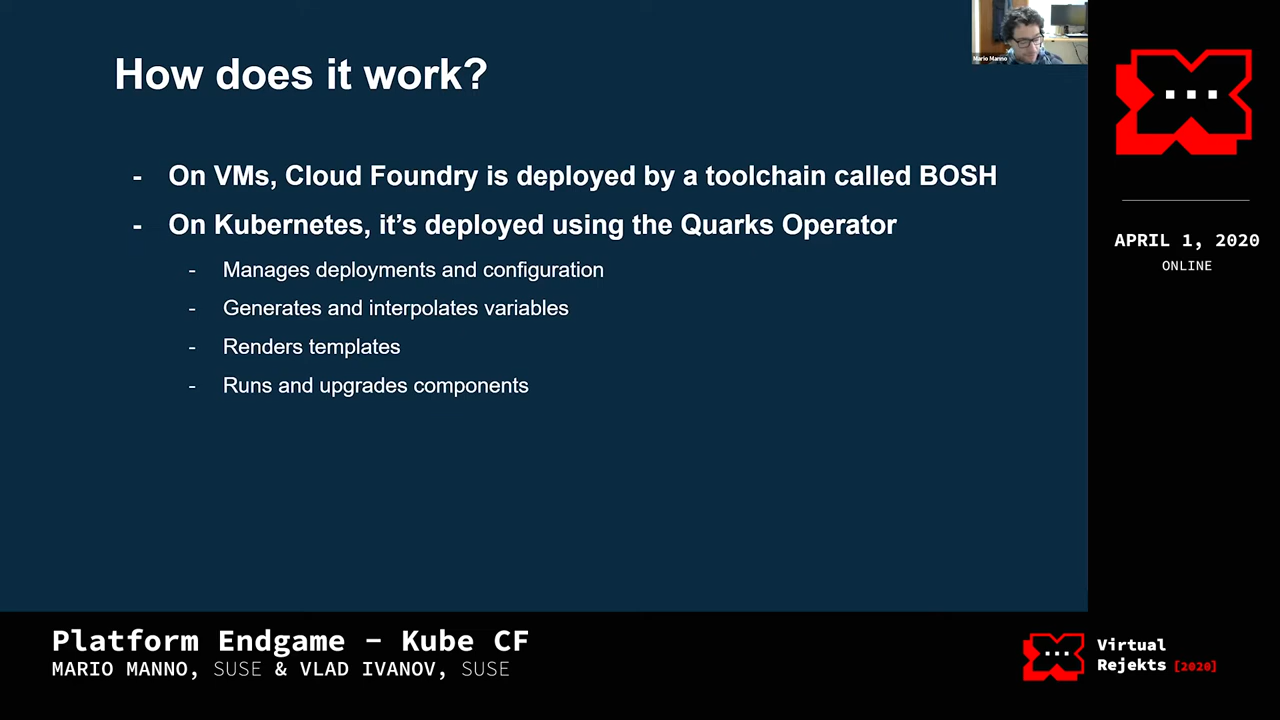 How does it work?
- On VMs, Cloud Foundry is deployed by a toolchain called BOSH
- On Kubernetes, it’s deployed using the Quarks Operator
- Manages deployments and configuration
- Generates and interpolates variables
- Renders templates
- Runs and upgrades components
Mario Manno
APRIL 1, 2020
ONLINE
Platform Endgame – Kube CF
MARIO MANNO, SUSE & VLAD IVANOV, SUSE
Virtual
Rejekts [2020]